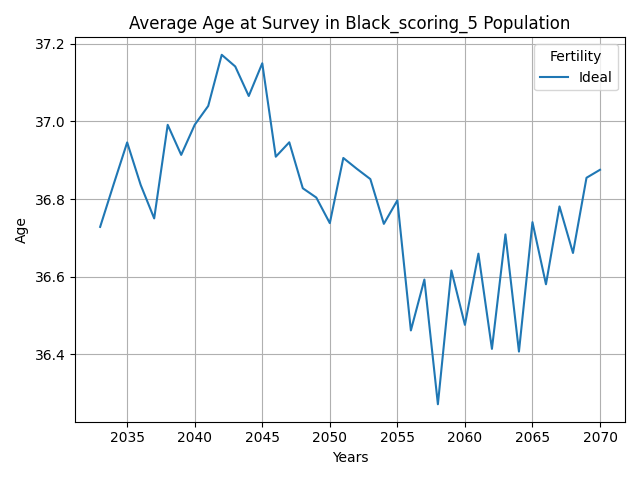 Average Age at Survey in Black_scoring_5 Population
37.2
37.0
36.8
36.6
36.4
Age
Fertility
Ideal
2035 2040 2045 2050 2055 2060 2065 2070
Years